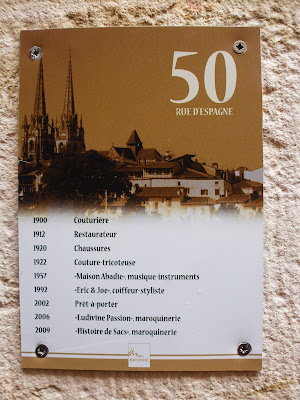 50
RUE D'ESPAGNE
1900 Couturière
1912 Restaurateur
1920 Chaussures
1922 Couture-tricoteuse
1957 «Maison Abadie», musique-instruments
1992 «Eric & Joe», coiffeur-styliste
2002 Prêt-à-porter
2006 «Ludivine Passion», maroquinerie
2009 «Histoire de Sacs», maroquinerie